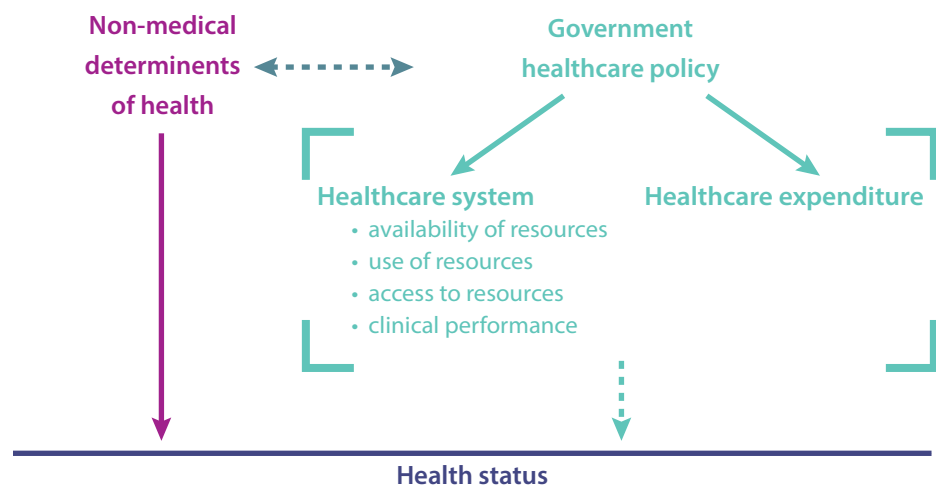 Non-medical
determinents
of health
Government
healthcare policy
Healthcare system
• availability of resources
• use of resources
• access to resources
• clinical performance
Healthcare expenditure
Health status